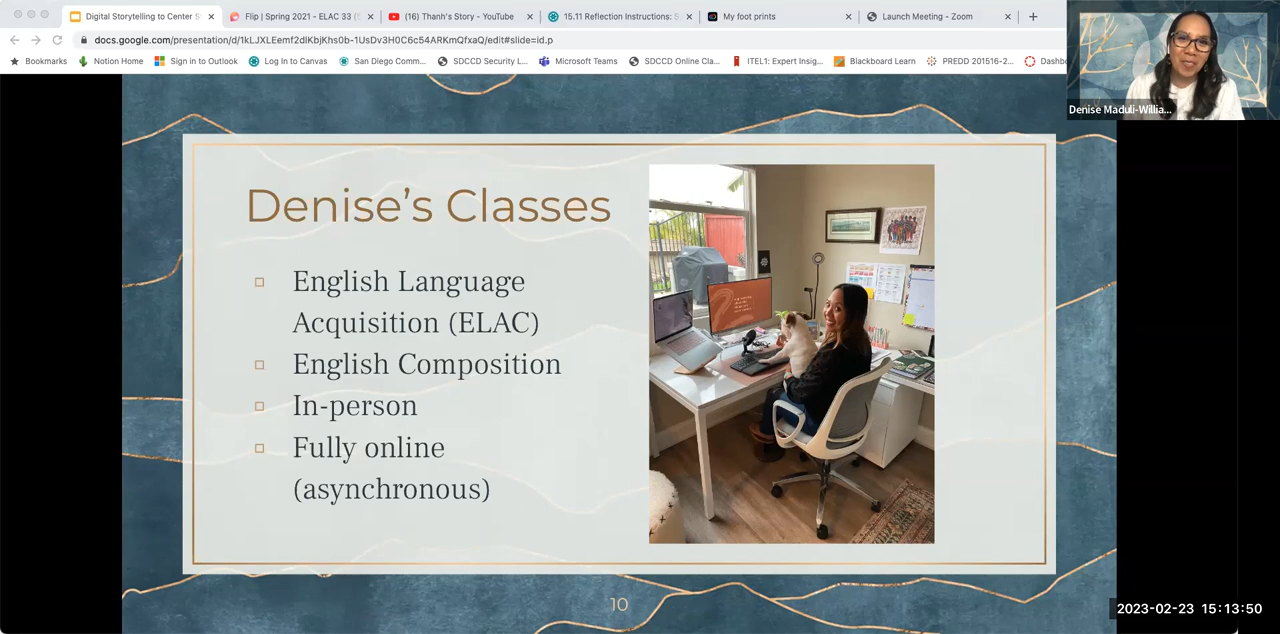 Digital Storytelling to Center S
Flip | Spring 2021 - ELAC 33 (
(16) Thanh's Story - YouTube
15.11 Reflection Instructions: S
My foot prints
Launch Meeting - Zoom
docs.google.com/presentation/d/1kLJXLEemf2dlKbjKhs0b-1UsDv3H0C6c54ARKmQfxaQ/edit#slide=id.p
Bookmarks
Notion Home
Sign in to Outlook
Log In to Canvas
San Diego Comm...
SDCCD Security L...
Microsoft Teams
SDCCD Online Cla...
ITEL1: Expert Insig...
Blackboard Learn
PREDD 201516-2...
Dashbo
Denise Maduli-Willia...
Denise's Classes
English Language
Acquisition (ELAC)
English Composition
In-person
Fully online
(asynchronous)
10
2023-02-23 15:13:50